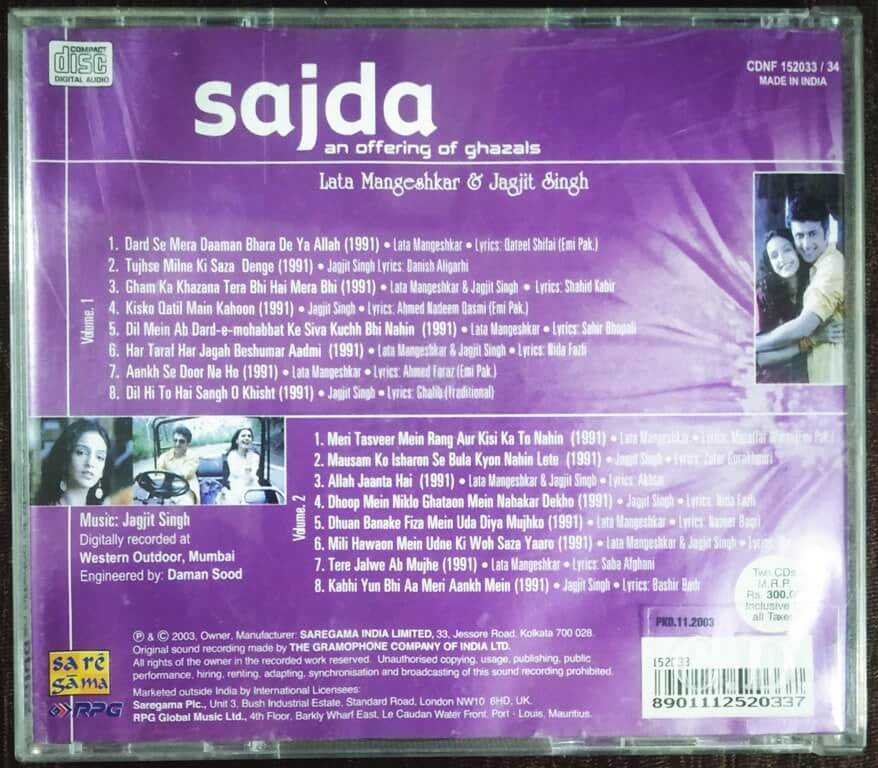 COMPACT
disc
DIGITAL AUDIO
CDNF 152033 / 34
MADE IN INDIA
sajda
an offering of ghazals
Lata Mangeshkar & Jagjit Singh
Volume. 1
1. Dard Se Mera Daaman Bhara De Ya Allah (1991) • Lata Mangeshkar • Lyrics: Qateel Shifai (Emi Pak.)
2. Tujhse Milne Ki Saza Denge (1991) • Jagjit Singh Lyrics: Danish Aligarhi
3. Gham Ka Khazana Tera Bhi Hai Mera Bhi (1991) • Lata Mangeshkar & Jagjit Singh • Lyrics: Shahid Kabir
4. Kisko Qatil Main Kahoon (1991) • Jagjit Singh • Lyrics: Ahmed Nadeem Qasmi (Emi Pak.)
5. Dil Mein Ab Dard-e-mohabbat Ke Siva Kuchh Bhi Nahin (1991) • Lata Mangeshkar • Lyrics: Sahir Bhopali
6. Har Taraf Har Jagah Beshumar Aadmi (1991) • Lata Mangeshkar & Jagjit Singh • Lyrics: Nida Fazli
7. Aankh Se Door Na Ho (1991) • Lata Mangeshkar • Lyrics: Ahmed Faraz (Emi Pak.)
8. Dil Hi To Hai Sangh O Khisht (1991) • Jagjit Singh • Lyrics: Ghalib (Traditional)
Volume. 2
1. Meri Tasveer Mein Rang Aur Kisi Ka To Nahin (1991) • Lata Mangeshkar • Lyrics: (Emi Pak.)
2. Mausam Ko Isharon Se Bula Kyon Nahin Lete (1991) • Jagjit Singh • Lyrics: Zafar Gorakhpuri
3. Allah Jaanta Hai (1991) • Lata Mangeshkar & Jagjit Singh • Lyrics: Akhtar
4. Dhoop Mein Niklo Ghataon Mein Nahakar Dekho (1991) • Jagjit Singh • Lyrics: Nida Fazli
5. Dhuan Banake Fiza Mein Uda Diya Mujhko (1991) • Lata Mangeshkar • Lyrics: Nazeer Baqri
6. Mili Hawaon Mein Udne Ki Woh Saza Yaaro (1991) • Lata Mangeshkar & Jagjit Singh • Lyrics:
7. Tere Jalwe Ab Mujhe (1991) • Lata Mangeshkar • Lyrics: Saba Afghani
8. Kabhi Yun Bhi Aa Meri Aankh Mein (1991) • Jagjit Singh • Lyrics: Bashir Badr
Music: Jagjit Singh
Digitally recorded at
Western Outdoor, Mumbai
Engineered by: Daman Sood
Two CDs
M.R.P.
Rs. 300.0
Inclusive
all Taxes
PKD.11.2003
152033
8901112520337
sa rē
gāma
RPG
℗ & © 2003, Owner, Manufacturer: SAREGAMA INDIA LIMITED, 33, Jessore Road, Kolkata 700 028.
Original sound recording made by THE GRAMOPHONE COMPANY OF INDIA LTD.
All rights of the owner in the recorded work reserved. Unauthorised copying, usage, publishing, public
performance, hiring, renting, adapting, synchronisation and broadcasting of this sound recording prohibited.
Marketed outside India by International Licensees:
Saregama Plc., Unit 3, Bush Industrial Estate, Standard Road, London NW10 6HD, UK.
RPG Global Music Ltd., 4th Floor, Barkly Wharf East, Le Caudan Water Front, Port - Louis, Mauritius.